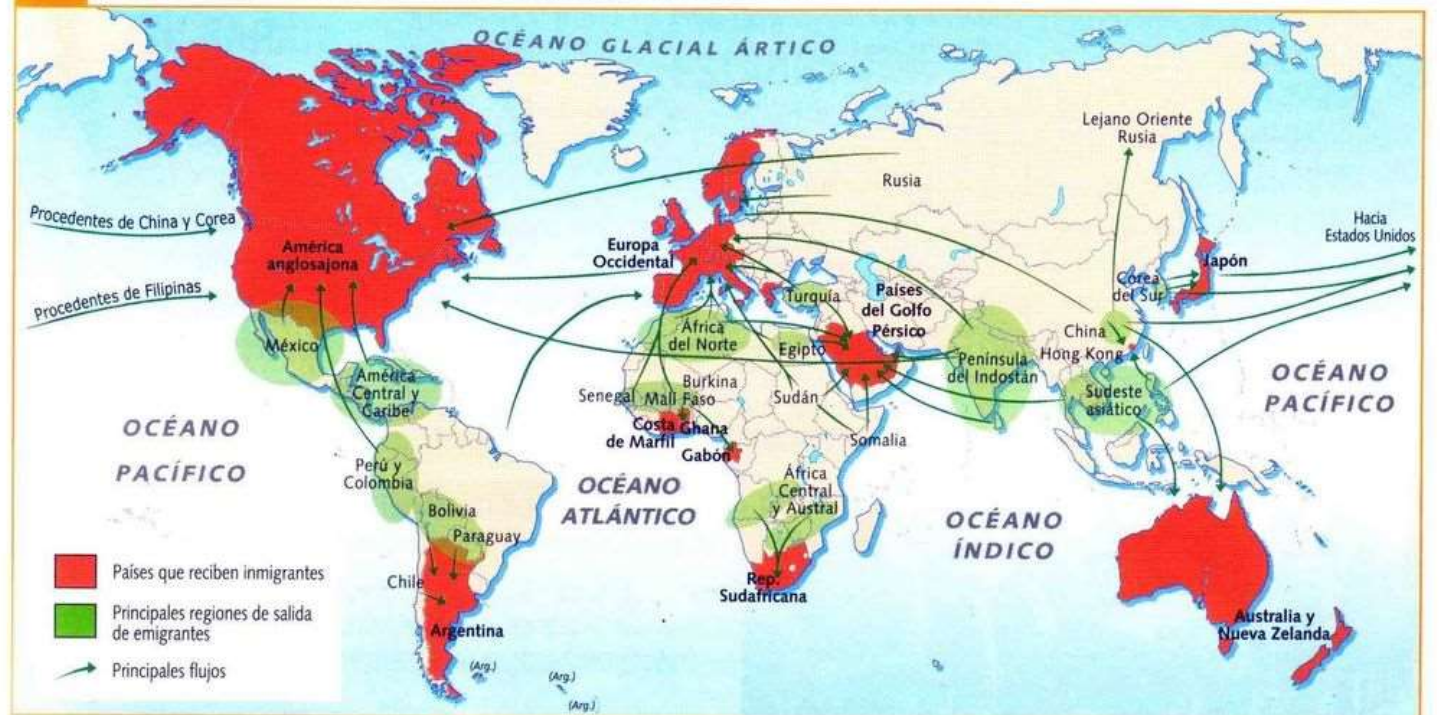 OCÉANO GLACIAL ÁRTICO
Lejano Oriente
Rusia
Rusia
Procedentes de China y Corea
América
anglosajona
Europa
Occidental
Hacia
Estados Unidos
Japón
Corea
del Sur
Procedentes de Filipinas
Turquía
Países
del Golfo
Pérsico
México
África
del Norte
Egipto
China
Hong Kong
Península
del Indostán
América
Central y
Caribe
Senegal
Malí
Burkina
Faso
Sudán
Sudeste
asiático
OCÉANO
PACÍFICO
OCÉANO
PACÍFICO
Costa
de Marfil
Ghana
Gabón
Somalia
Perú y
Colombia
OCÉANO
ATLÁNTICO
África
Central
y Austral
Bolivia
Paraguay
OCÉANO
ÍNDICO
Chile
Rep.
Sudafricana
Argentina
Australia y
Nueva Zelanda
(Arg.)
(Arg.)
(Arg.)
Países que reciben inmigrantes
Principales regiones de salida
de emigrantes
Principales flujos